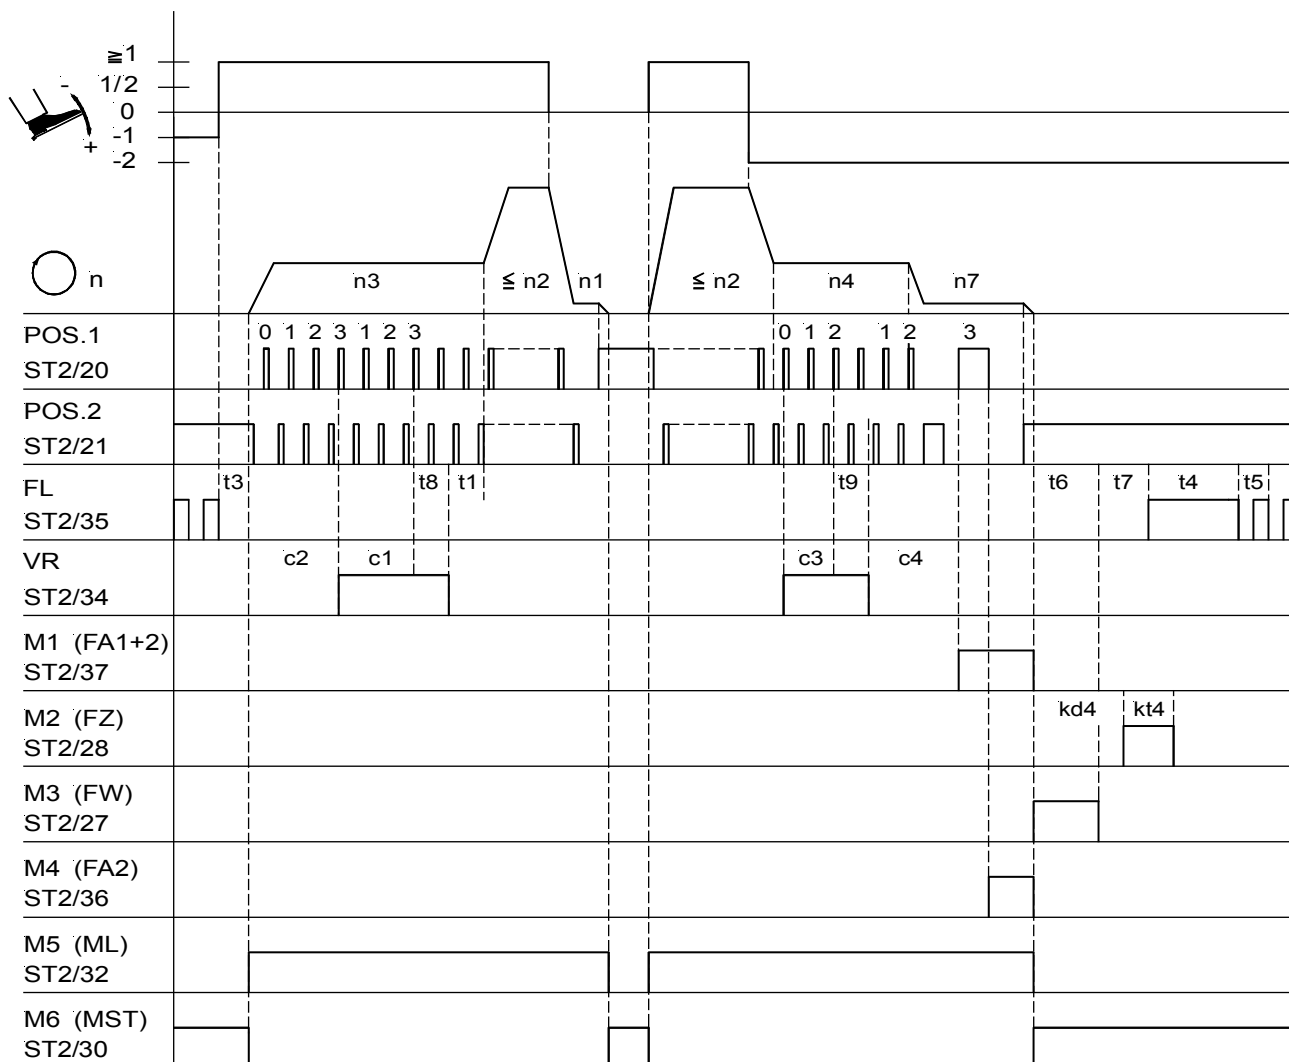 ≧1
- 1/2
0
-1
+
-2
n
n3 ≦ n2 n1 ≦ n2 n4 n7
POS.1 0 1 2 3 1 2 3 0 1 2 1 2 3
ST2/20
POS.2
ST2/21
FL t3 t8 t1 t9 t6 t7 t4 t5
ST2/35
VR c2 c1 c3 c4
ST2/34
M1 (FA1+2)
ST2/37
M2 (FZ) kd4 kt4
ST2/28
M3 (FW)
ST2/27
M4 (FA2)
ST2/36
M5 (ML)
ST2/32
M6 (MST)
ST2/30